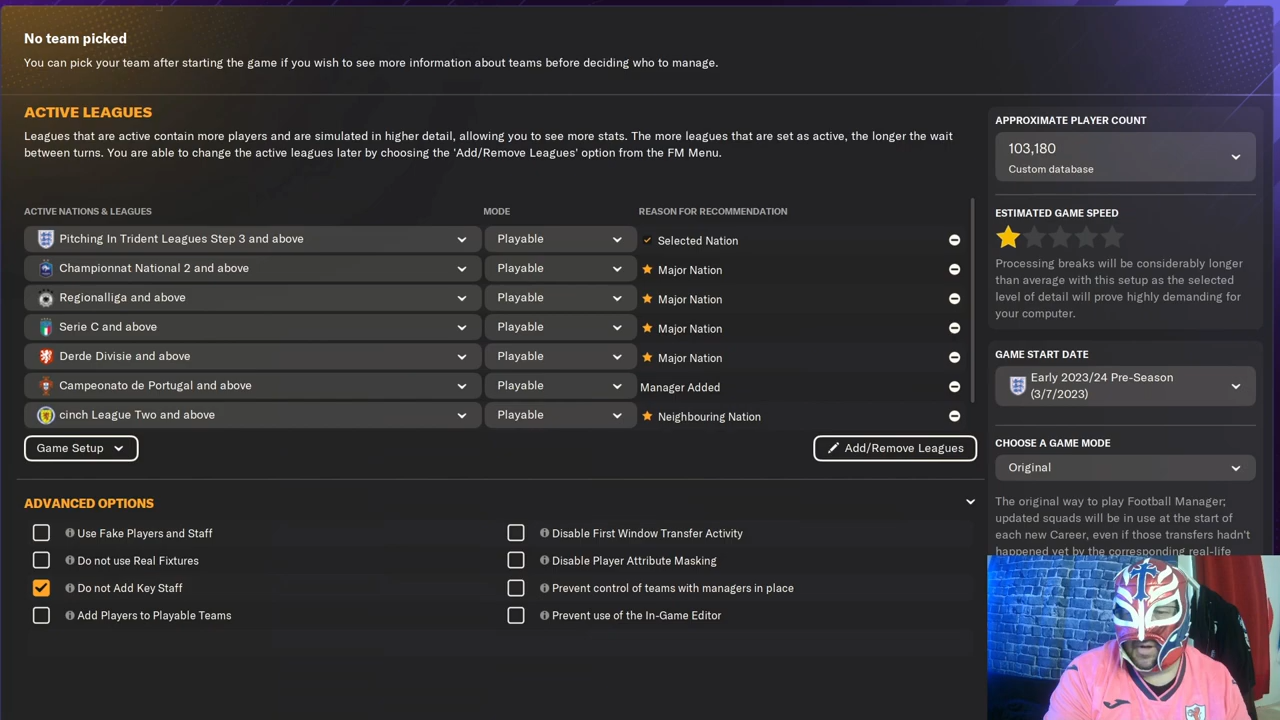 No team picked
You can pick your team after starting the game if you wish to see more information about teams before deciding who to manage.
ACTIVE LEAGUES
Leagues that are active contain more players and are simulated in higher detail, allowing you to see more stats. The more leagues that are set as active, the longer the wait
between turns. You are able to change the active leagues later by choosing the 'Add/Remove Leagues' option from the FM Menu.
ACTIVE NATIONS & LEAGUES MODE REASON FOR RECOMMENDATION
Pitching In Trident Leagues Step 3 and above Playable Selected Nation
Championnat National 2 and above Playable Major Nation
Regionalliga and above Playable Major Nation
Serie C and above Playable Major Nation
Derde Divisie and above Playable Major Nation
Campeonato de Portugal and above Playable Manager Added
cinch League Two and above Playable Neighbouring Nation
Game Setup Add/Remove Leagues
ADVANCED OPTIONS
Use Fake Players and Staff Disable First Window Transfer Activity
Do not use Real Fixtures Disable Player Attribute Masking
Do not Add Key Staff Prevent control of teams with managers in place
Add Players to Playable Teams Prevent use of the In-Game Editor
APPROXIMATE PLAYER COUNT
103,180
Custom database
ESTIMATED GAME SPEED
Processing breaks will be considerably longer
than average with this setup as the selected
level of detail will prove highly demanding for
your computer.
GAME START DATE
Early 2023/24 Pre-Season
(3/7/2023)
CHOOSE A GAME MODE
Original
The original way to play Football Manager;
updated squads will be in use at the start of
each new Career, even if those transfers hadn't
happened yet by the corresponding real-life